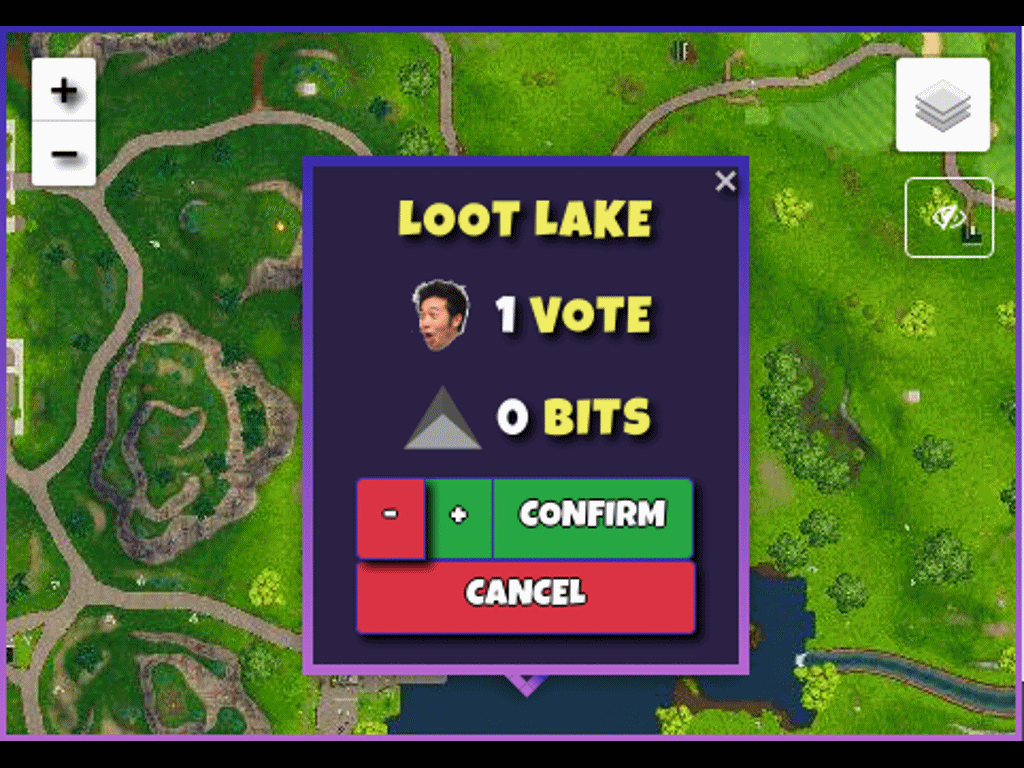 +
-
LOOT LAKE
1 VOTE
0 BITS
- + CONFIRM
CANCEL